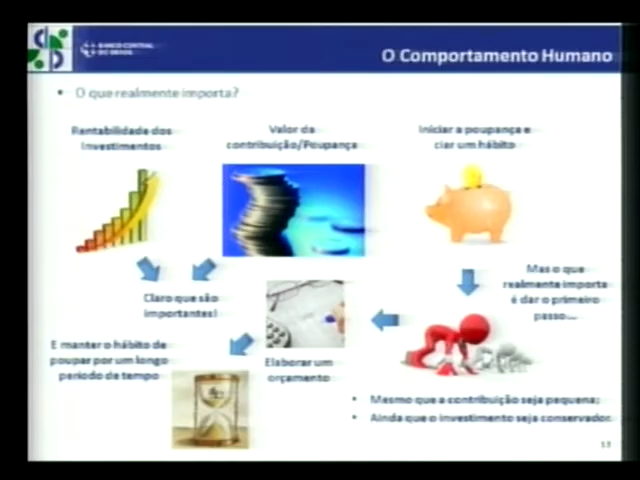 BANCO CENTRAL
DO BRASIL
O Comportamento Humano
• O que realmente importa?
Rentabilidade dos
Investimentos
Valor da
contribuição/Poupança
Iniciar a poupança e
ciar um hábito
Mas o que
realmente importa
é dar o primeiro
passo....
Claro que são
importantes!
E manter o hábito de
poupar por um longo
período de tempo
Elaborar um
orçamento
• Mesmo que a contribuição seja pequena;
• Ainda que o investimento seja conservador.
53